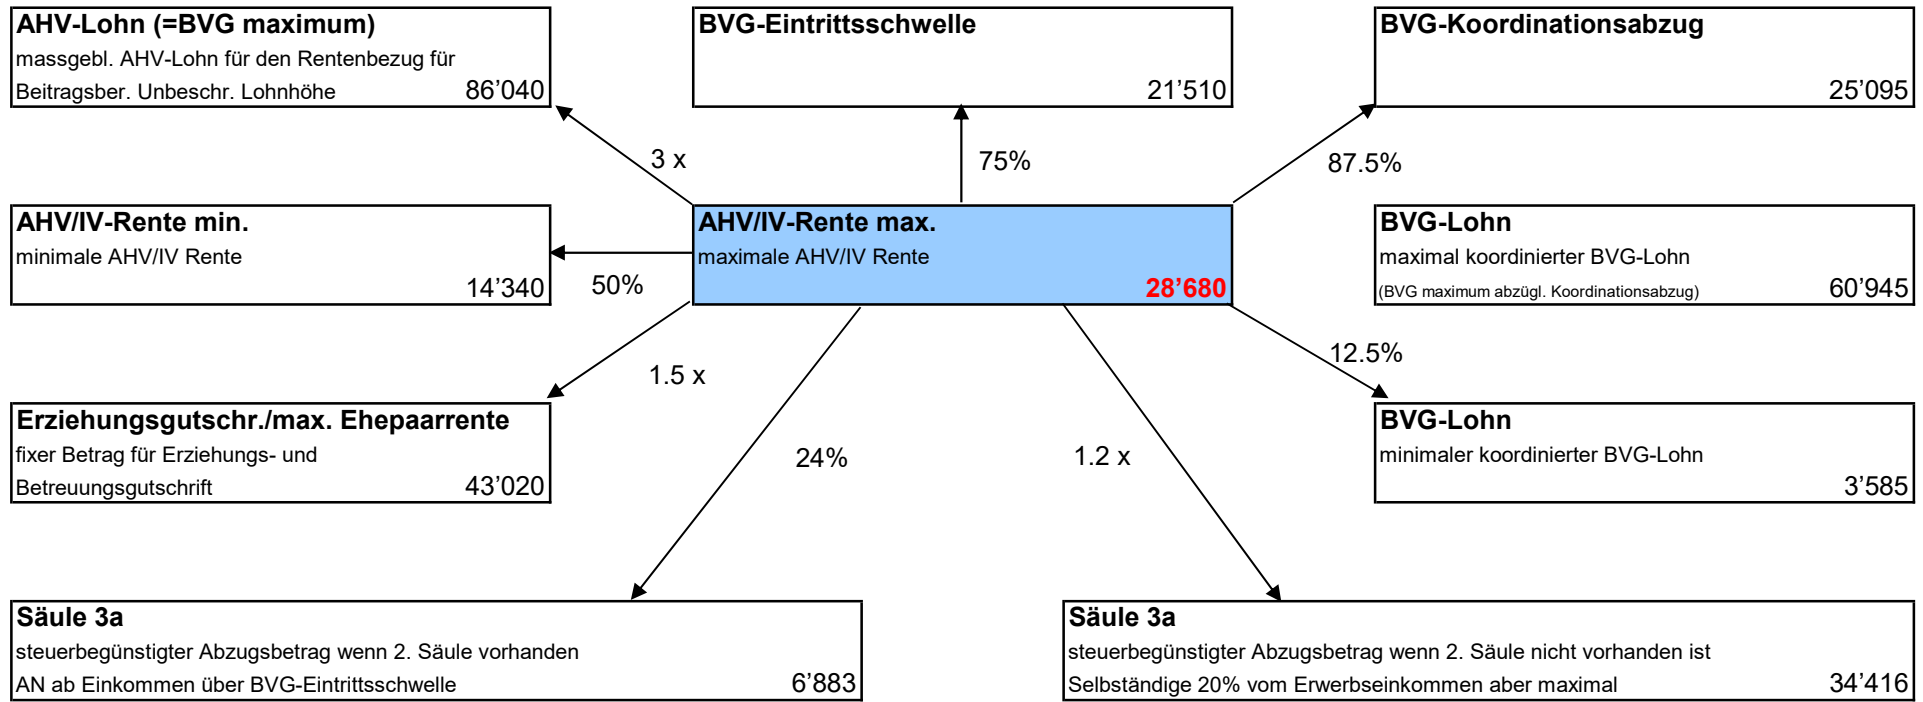 AHV-Lohn (=BVG maximum)
massgebl. AHV-Lohn für den Rentenbezug für
Beitragsber. Unbeschr. Lohnhöhe 86’040
BVG-Eintrittsschwelle
21’510
BVG-Koordinationsabzug
25’095
3 x
75%
87.5%
AHV/IV-Rente min.
minimale AHV/IV Rente
14’340
50%
AHV/IV-Rente max.
maximale AHV/IV Rente
28’680
BVG-Lohn
maximal koordinierter BVG-Lohn
(BVG maximum abzügl. Koordinationsabzug) 60’945
1.5 x
12.5%
Erziehungsgutschr./max. Ehepaarrente
fixer Betrag für Erziehungs- und
Betreuungsgutschrift 43’020
24%
1.2 x
BVG-Lohn
minimaler koordinierter BVG-Lohn
3’585
Säule 3a
steuerbegünstigter Abzugsbetrag wenn 2. Säule vorhanden
AN ab Einkommen über BVG-Eintrittsschwelle 6’883
Säule 3a
steuerbegünstigter Abzugsbetrag wenn 2. Säule nicht vorhanden ist
Selbständige 20% vom Erwerbseinkommen aber maximal 34’416